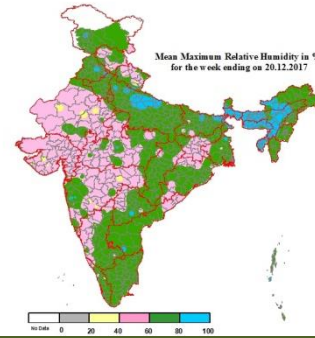 Mean Maximum Relative Humidity in %
for the week ending on 20.12.2017
No Data 0 20 40 60 80 100